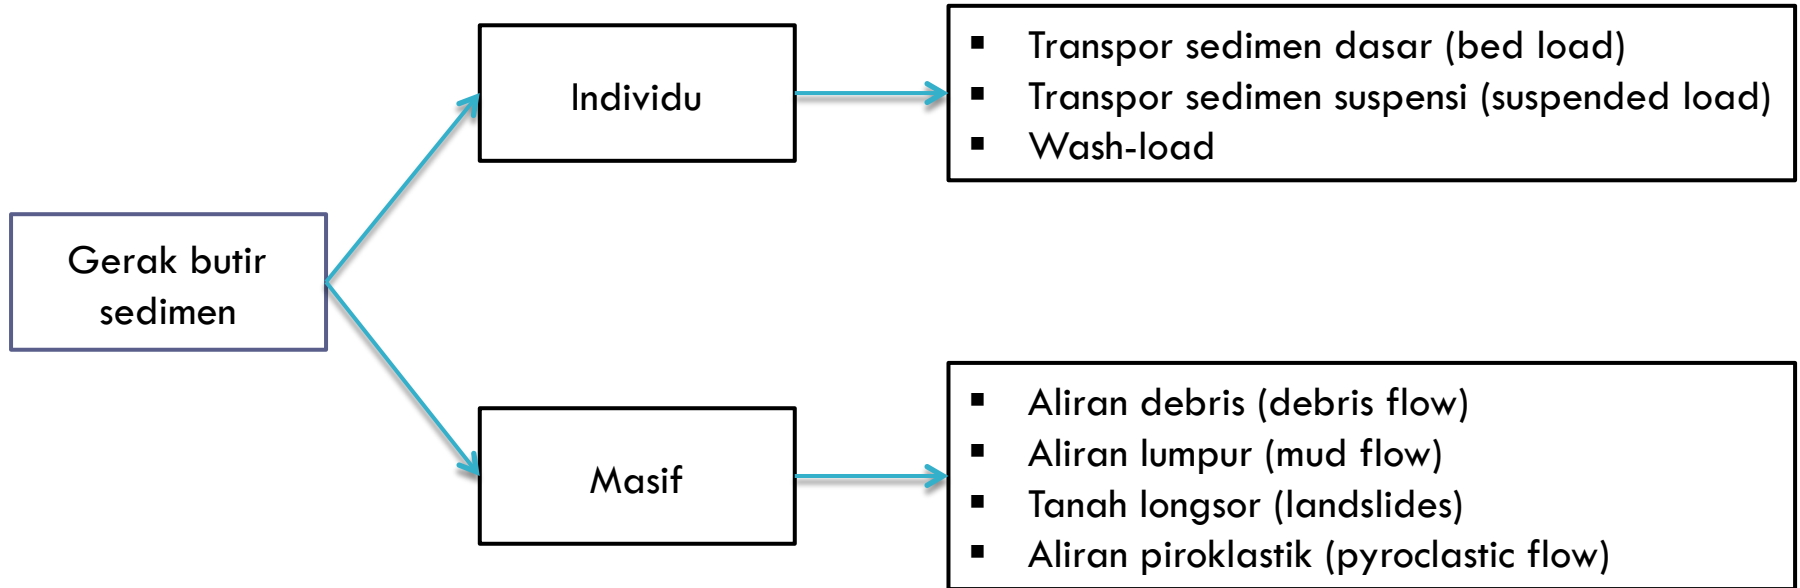 Gerak butir
sedimen
Individu
▪ Transpor sedimen dasar (bed load)
▪ Transpor sedimen suspensi (suspended load)
▪ Wash-load
Masif
▪ Aliran debris (debris flow)
▪ Aliran lumpur (mud flow)
▪ Tanah longsor (landslides)
▪ Aliran piroklastik (pyroclastic flow)